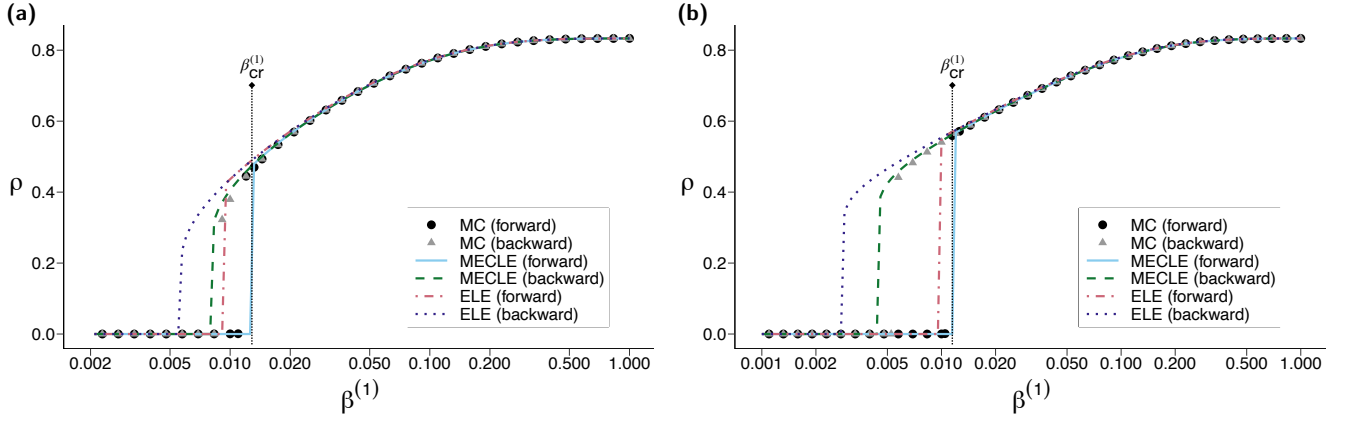 (a)
β(1)cr
0.8
0.6
ρ
0.4
0.2
0.0
MC (forward)
MC (backward)
MECLE (forward)
MECLE (backward)
ELE (forward)
ELE (backward)
0.002 0.005 0.010 0.020 0.050 0.100 0.200 0.500 1.000
β(1)
(b)
β(1)cr
0.8
0.6
ρ
0.4
0.2
0.0
MC (forward)
MC (backward)
MECLE (forward)
MECLE (backward)
ELE (forward)
ELE (backward)
0.001 0.002 0.005 0.010 0.020 0.050 0.100 0.200 0.500 1.000
β(1)